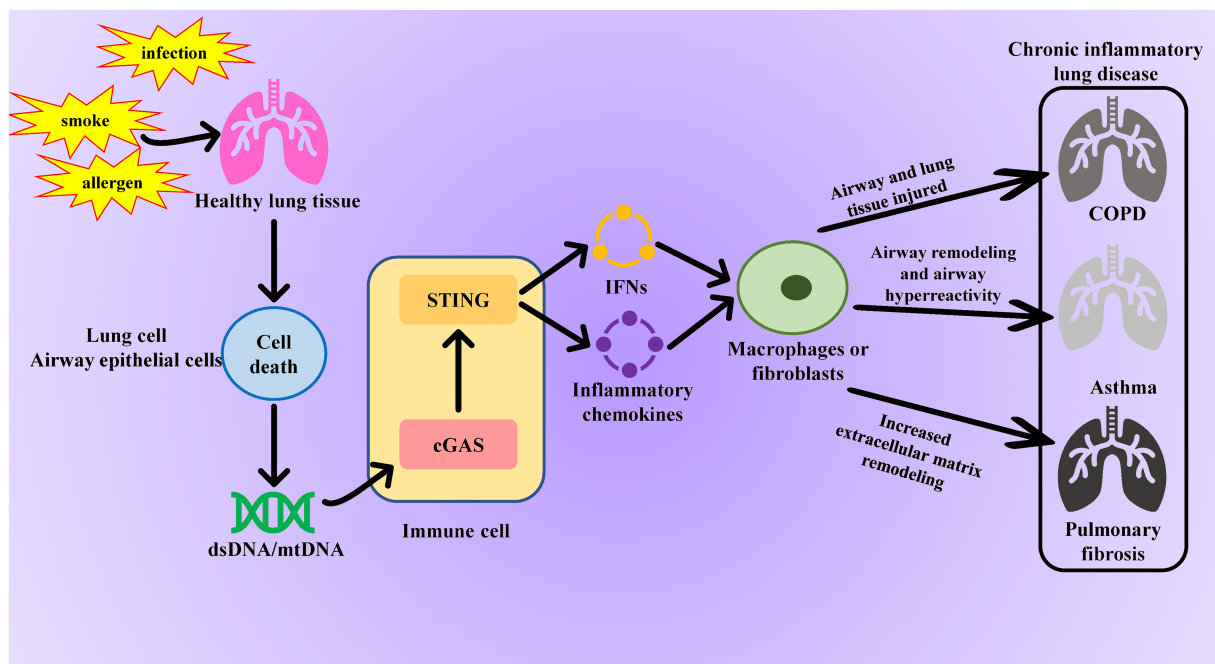 infection
smoke
allergen
Healthy lung tissue
Lung cell
Airway epithelial cells
Cell
death
dsDNA/mtDNA
STING
cGAS
Immune cell
IFNs
Inflammatory
chemokines
Macrophages or
fibroblasts
Airway and lung
tissue injured
Airway remodeling
and airway
hyperreactivity
Increased
extracellular matrix
remodeling
Chronic inflammatory
lung disease
COPD
Asthma
Pulmonary
fibrosis